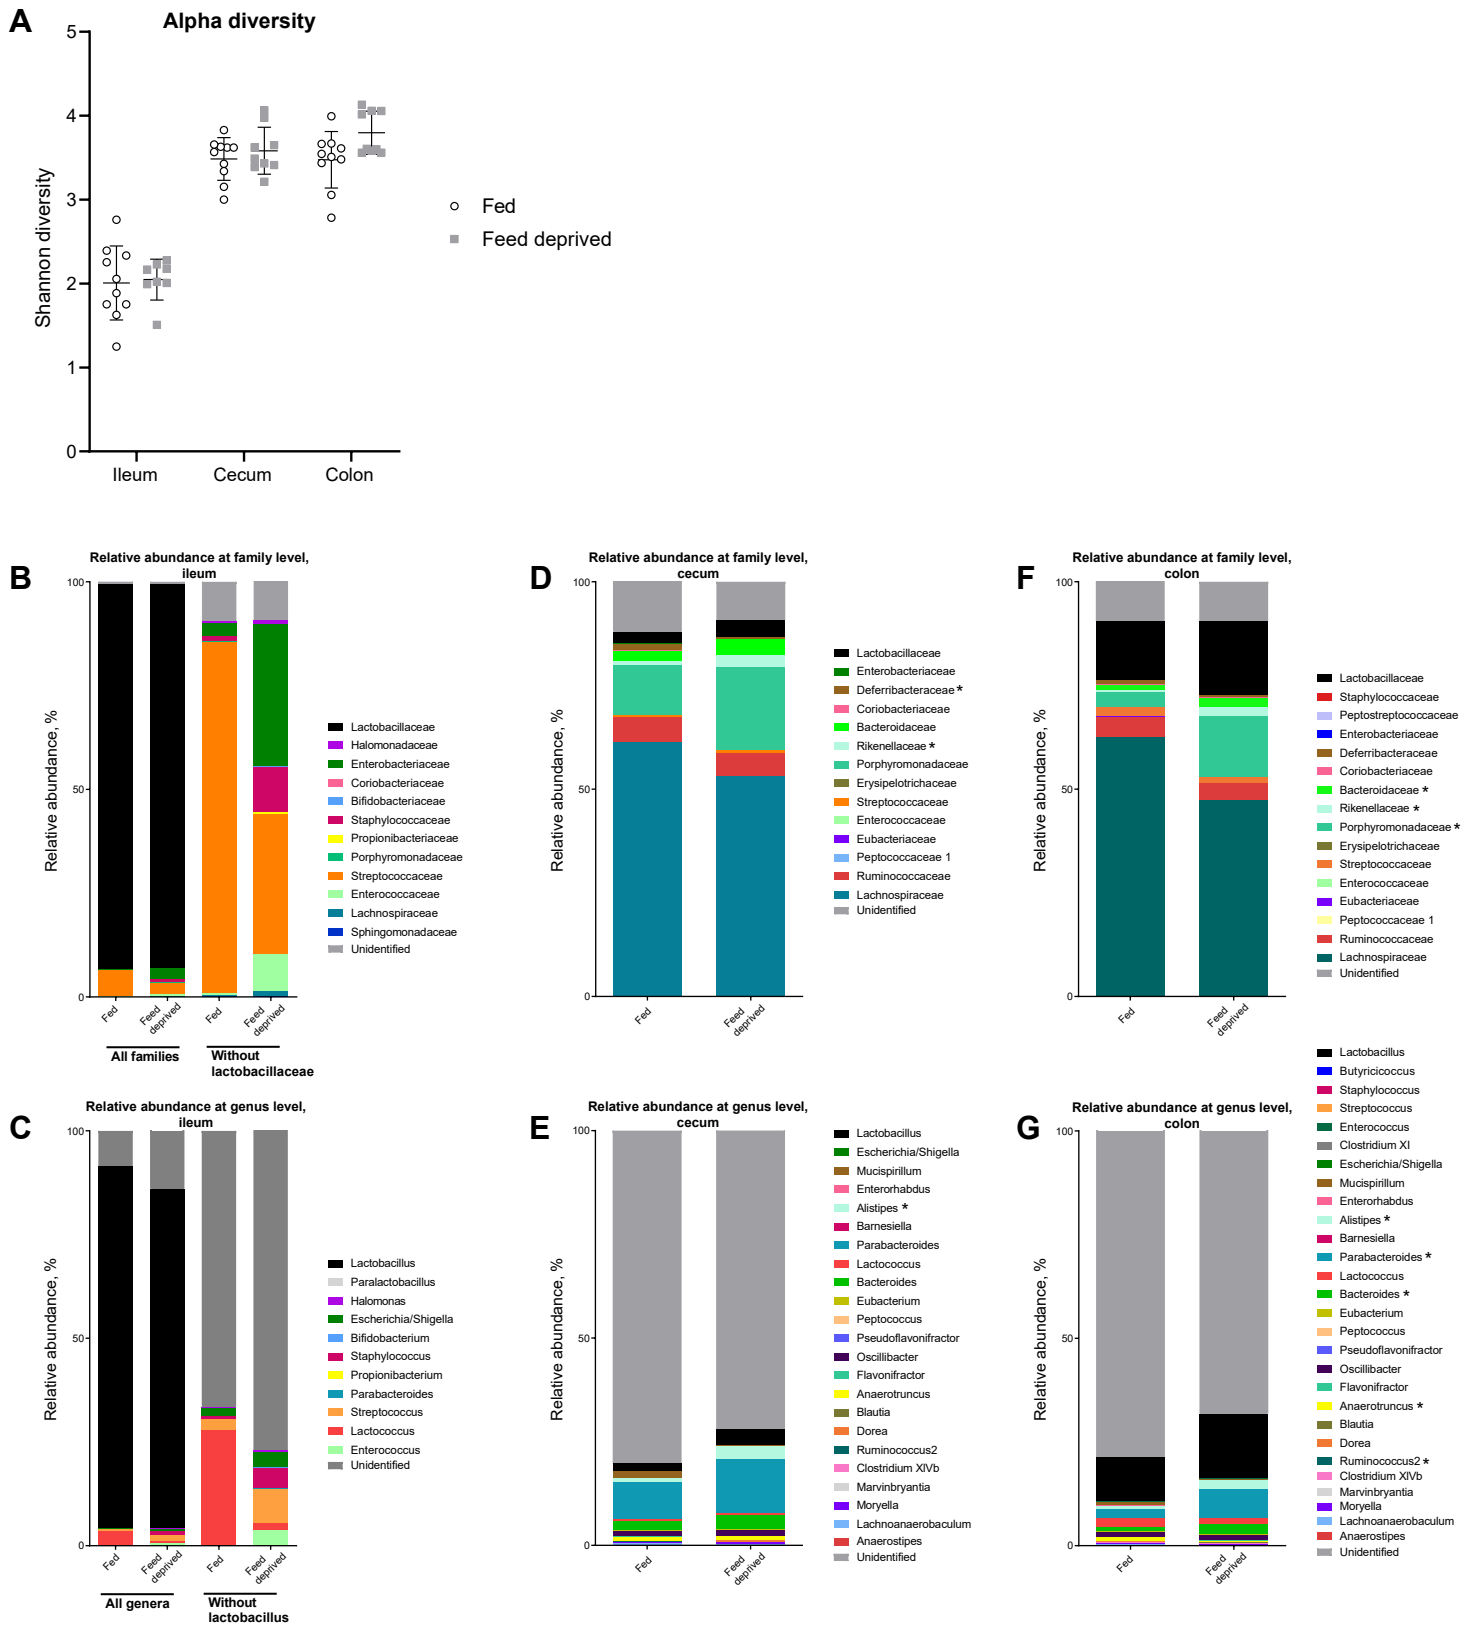 A
Alpha diversity
5
4
3
2
1
0
Shannon diversity
Ileum
Cecum
Colon
Fed
Feed deprived
B
Relative abundance at family level,
ileum
Relative abundance, %
100
50
0
Fed
Feed
deprived
Fed
Feed
deprived
All families
Without
lactobacillaceae
Lactobacillaceae
Halomonadaceae
Enterobacteriaceae
Coriobacteriaceae
Bifidobacteriaceae
Staphylococcaceae
Propionibacteriaceae
Porphyromonadaceae
Streptococcaceae
Enterococcaceae
Lachnospiraceae
Sphingomonadaceae
Unidentified
D
Relative abundance at family level,
cecum
Relative abundance, %
100
50
0
Fed
Feed
deprived
Lactobacillaceae
Enterobacteriaceae
Deferribacteraceae *
Coriobacteriaceae
Bacteroidaceae
Rikenellaceae *
Porphyromonadaceae
Erysipelotrichaceae
Streptococcaceae
Enterococcaceae
Eubacteriaceae
Peptococcaceae 1
Ruminococcaceae
Lachnospiraceae
Unidentified
F
Relative abundance at family level,
colon
Relative abundance, %
100
50
0
Fed
Feed
deprived
Lactobacillaceae
Staphylococcaceae
Peptostreptococcaceae
Enterobacteriaceae
Deferribacteraceae
Coriobacteriaceae
Bacteroidaceae *
Rikenellaceae *
Porphyromonadaceae *
Erysipelotrichaceae
Streptococcaceae
Enterococcaceae
Eubacteriaceae
Peptococcaceae 1
Ruminococcaceae
Lachnospiraceae
Unidentified
C
Relative abundance at genus level,
ileum
Relative abundance, %
100
50
0
Fed
Feed
deprived
Fed
Feed
deprived
All genera
Without
lactobacillus
Lactobacillus
Paralactobacillus
Halomonas
Escherichia/Shigella
Bifidobacterium
Staphylococcus
Propionibacterium
Parabacteroides
Streptococcus
Lactococcus
Enterococcus
Unidentified
E
Relative abundance at genus level,
cecum
Relative abundance, %
100
50
0
Fed
Feed
deprived
Lactobacillus
Escherichia/Shigella
Mucispirillum
Enterorhabdus
Alistipes *
Barnesiella
Parabacteroides
Lactococcus
Bacteroides
Eubacterium
Peptococcus
Pseudoflavonifractor
Oscillibacter
Flavonifractor
Anaerotruncus
Blautia
Dorea
Ruminococcus2
Clostridium XlVb
Marvinbryantia
Moryella
Lachnoanaerobaculum
Anaerostipes
Unidentified
G
Relative abundance at genus level,
colon
Relative abundance, %
100
50
0
Fed
Feed
deprived
Lactobacillus
Butyricicoccus
Staphylococcus
Streptococcus
Enterococcus
Clostridium XI
Escherichia/Shigella
Mucispirillum
Enterorhabdus
Alistipes *
Barnesiella
Parabacteroides *
Lactococcus
Bacteroides *
Eubacterium
Peptococcus
Pseudoflavonifractor
Oscillibacter
Flavonifractor
Anaerotruncus *
Blautia
Dorea
Ruminococcus2 *
Clostridium XlVb
Marvinbryantia
Moryella
Lachnoanaerobaculum
Anaerostipes
Unidentified